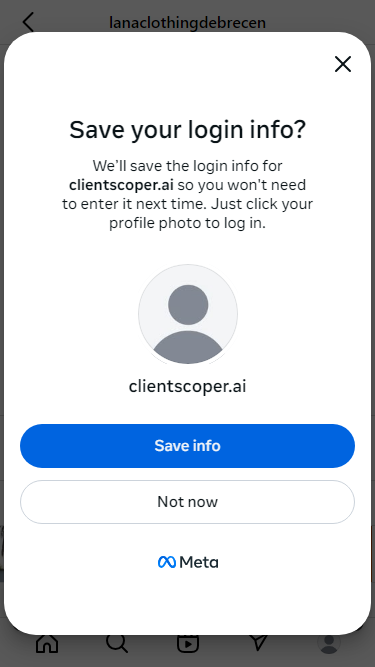 lanaclothingdebrecen
Save your login info?
We'll save the login info for
clientscoper.ai so you won't need
to enter it next time. Just click your
profile photo to log in.
clientscoper.ai
Save info
Not now
Meta